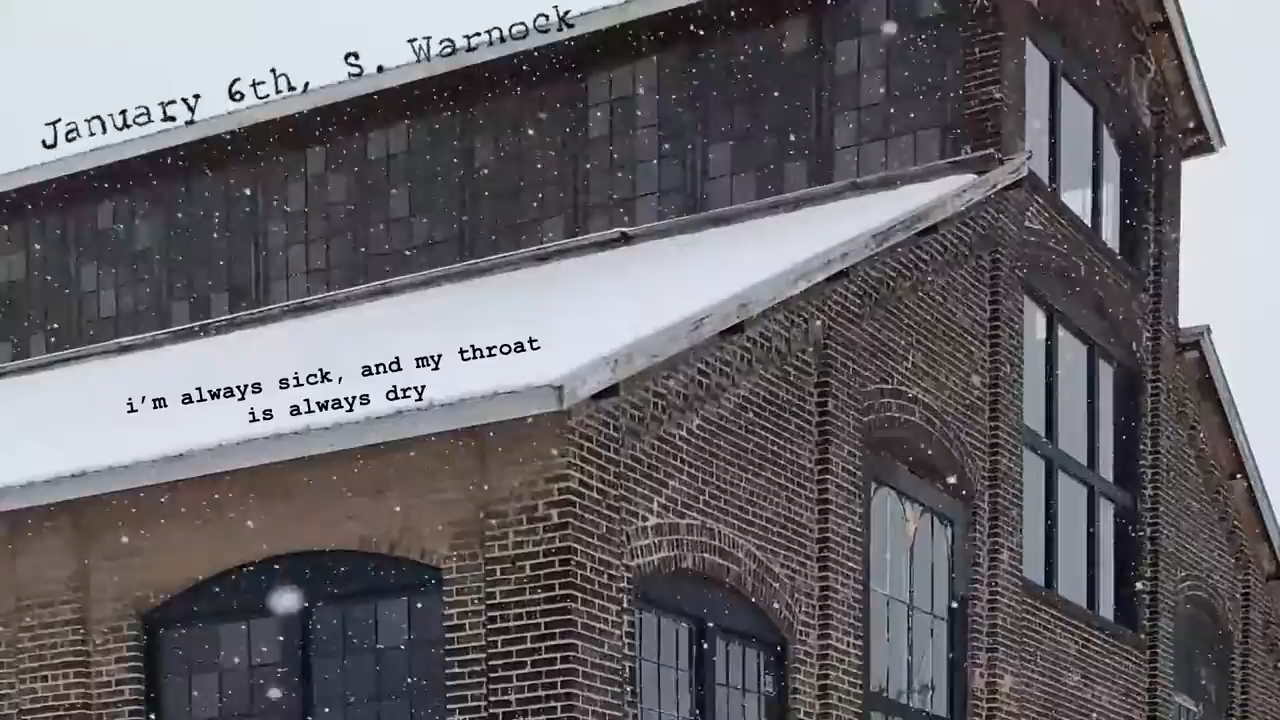 January 6th, S. Warnock
i'm always sick, and my throat
is always dry